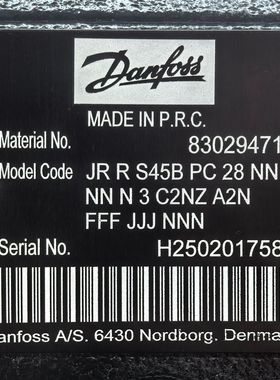 Danfoss
MADE IN P.R.C.
Material No. 83029471
Model Code JR R S45B PC 28 NN
NN N 3 C2NZ A2N
FFF JJJ NNN
Serial No. H250201758
anfoss A/S. 6430 Nordborg. Denma